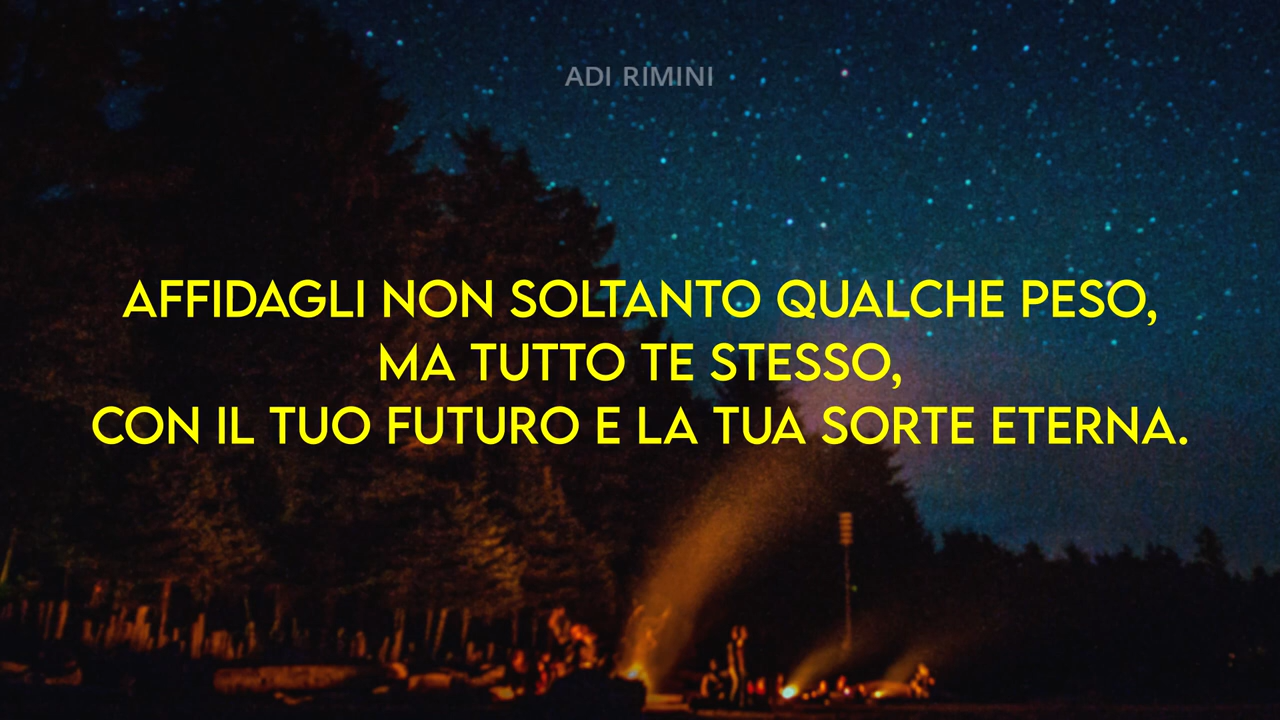 ADI RIMINI
AFFIDAGLI NON SOLTANTO QUALCHE PESO,
MA TUTTO TE STESSO,
CON IL TUO FUTURO E LA TUA SORTE ETERNA.